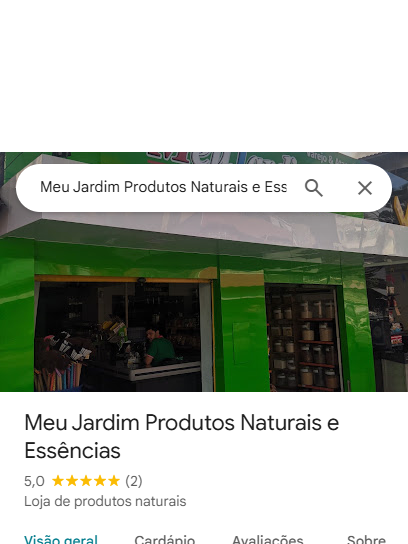 Varejo & 
Meu Jardim Produtos Naturais e Ess
Meu Jardim Produtos Naturais e
Essências
5,0 ★★★★★ (2)
Loja de produtos naturais
Visão geral Cardápio Avaliações Sobre